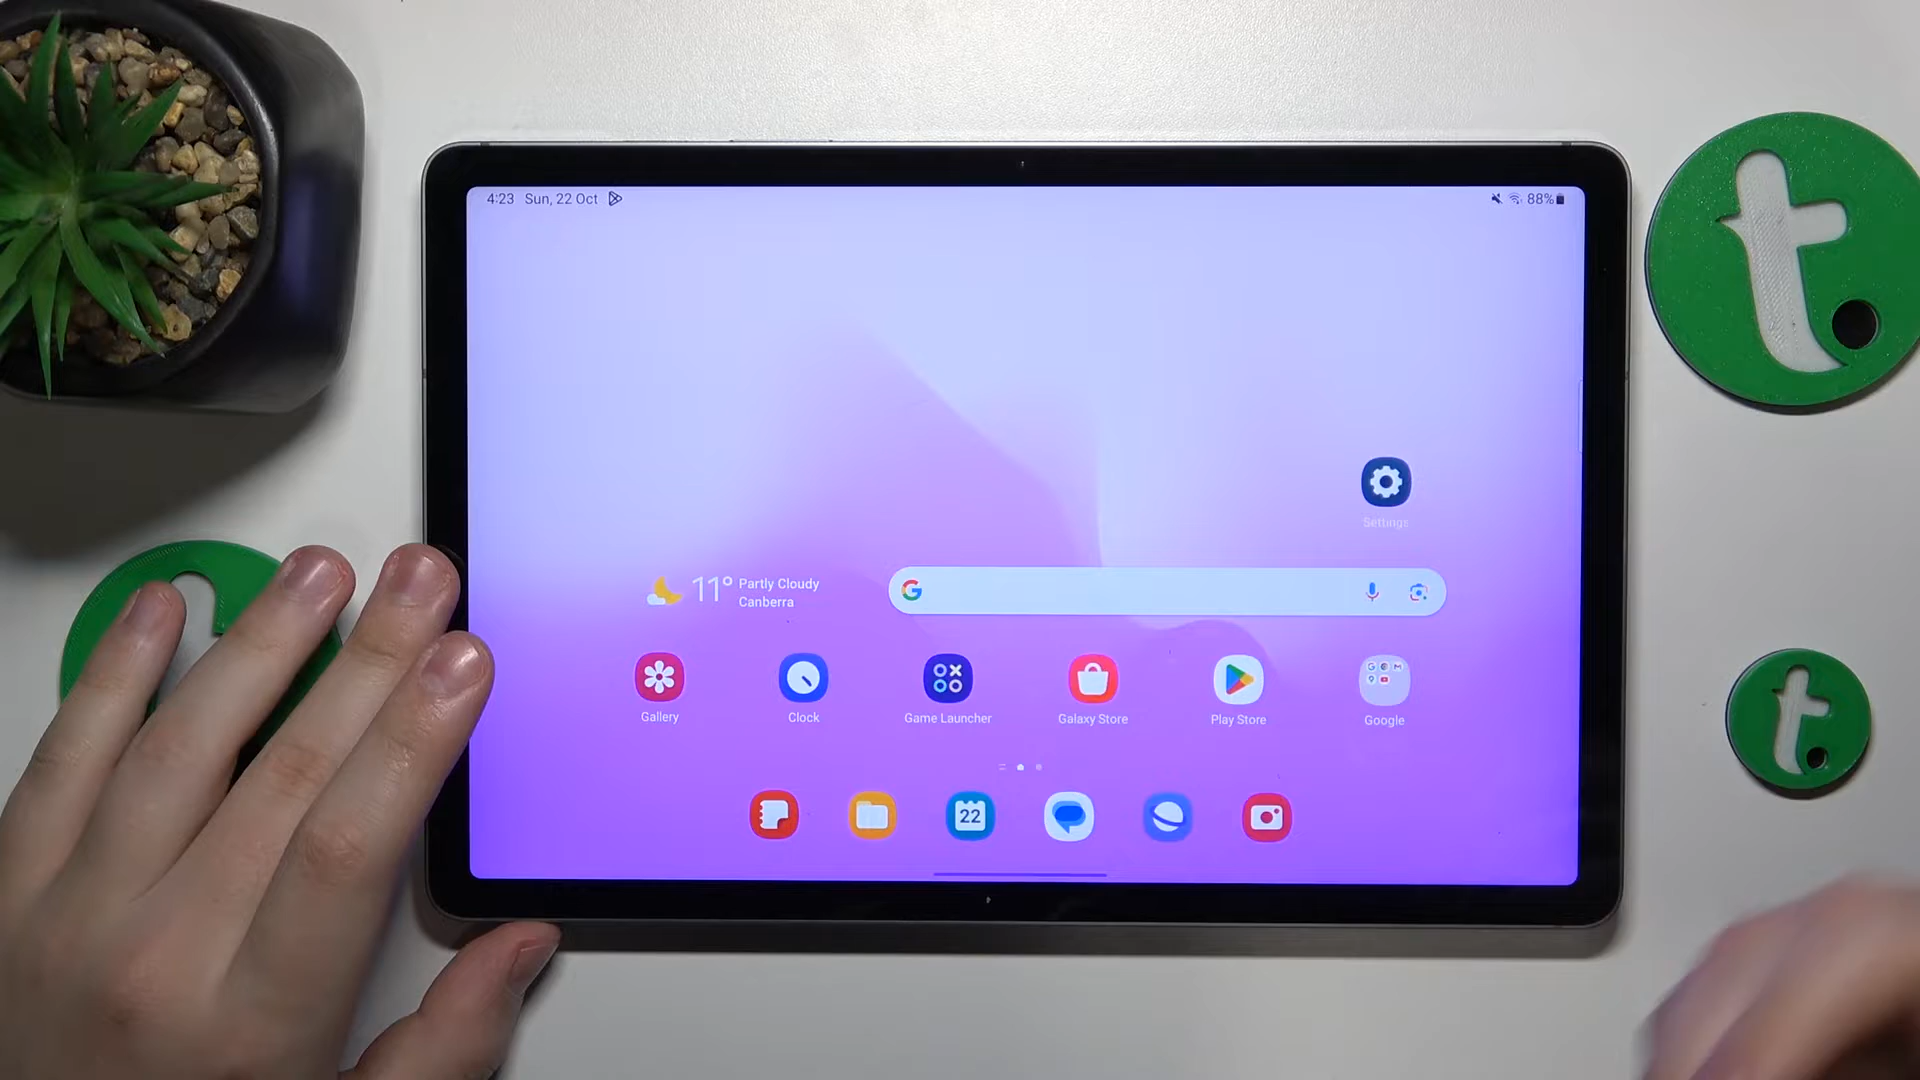 4:23 Sun, 22 Oct
88%
Settings
11° Partly Cloudy
Canberra
G
Gallery
Clock
Game Launcher
Galaxy Store
Play Store
Google
22
t.
t.